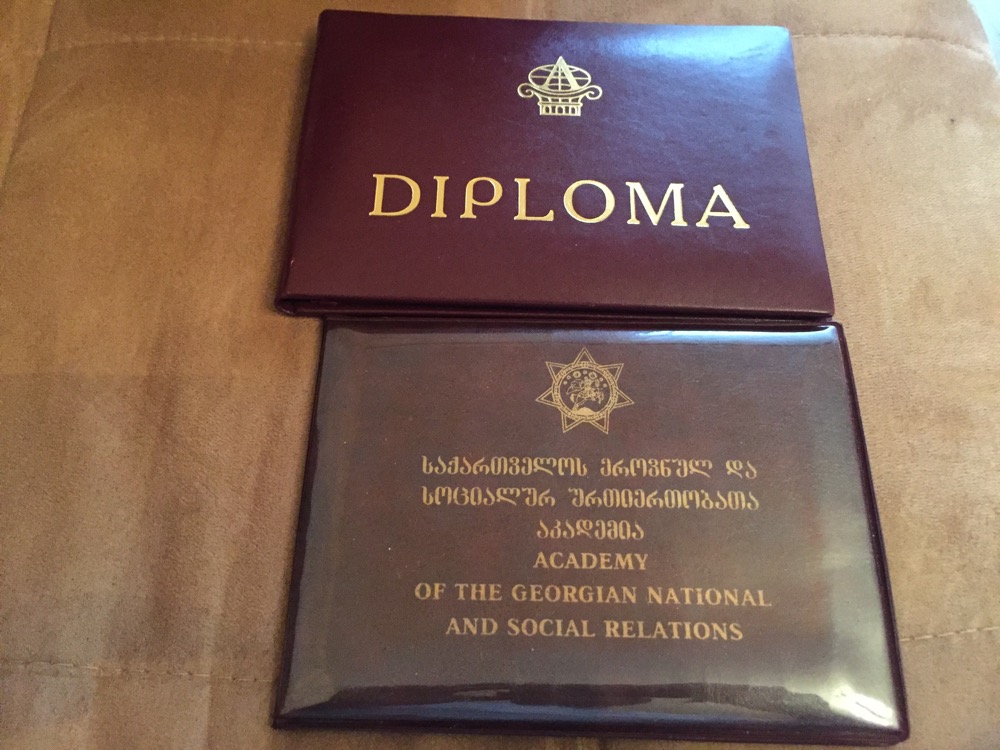 DIPLOMA
ᲡᲐᲥᲐᲠᲗᲕᲔᲚᲝᲡ ᲔᲠᲝᲕᲜᲣᲚ ᲓᲐ
ᲡᲝᲪᲘᲐᲚᲣᲠ ᲣᲠᲗᲘᲔᲠᲗᲝᲑᲐᲗᲐ
ᲐᲙᲐᲓᲔᲛᲘᲐ
ACADEMY
OF THE GEORGIAN NATIONAL
AND SOCIAL RELATIONS